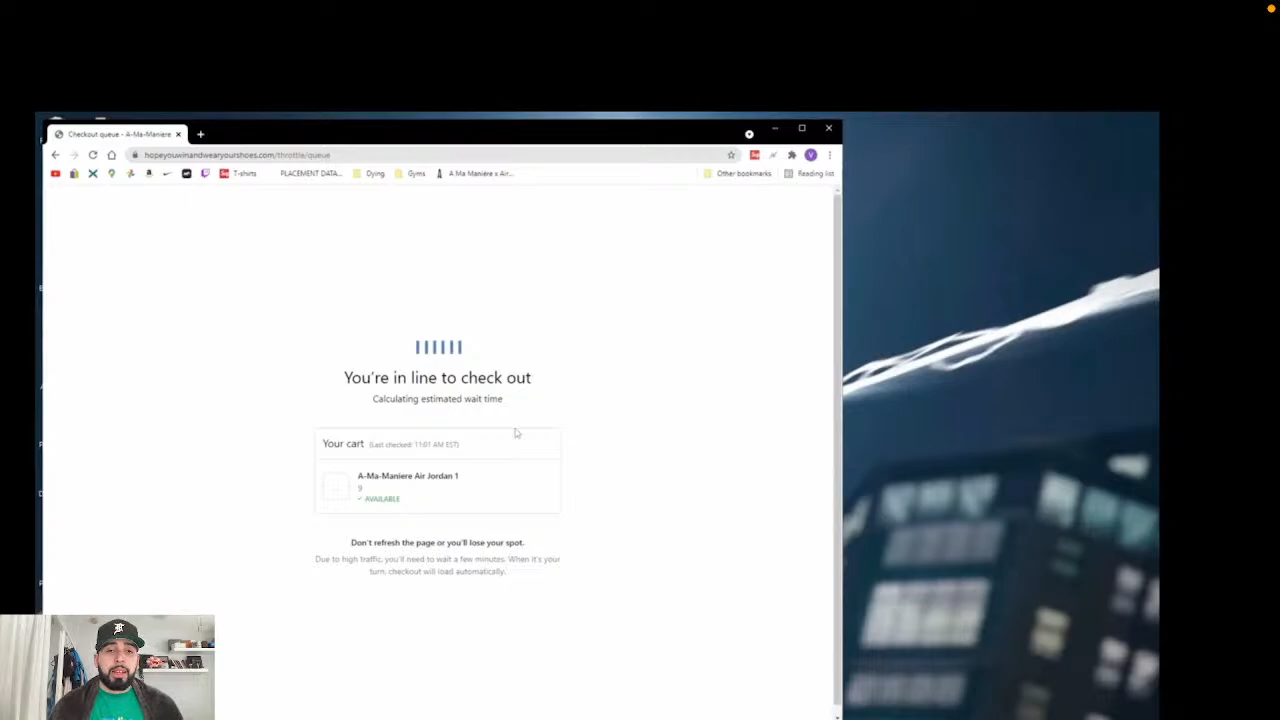 Checkout queue - A-Ma-Maniere
hopeyouwinandwearyourshoes.com/throttle/queue
T-shirts
PLACEMENT DATA...
Dying
Gyms
A Ma Maniere x Air...
Other bookmarks
Reading list
You're in line to check out
Calculating estimated wait time
Your cart (Last checked: 11:01 AM EST)
A-Ma-Maniere Air Jordan 1
9
✓ AVAILABLE
Don't refresh the page or you'll lose your spot.
Due to high traffic, you'll need to wait a few minutes. When it's your
turn, checkout will load automatically.